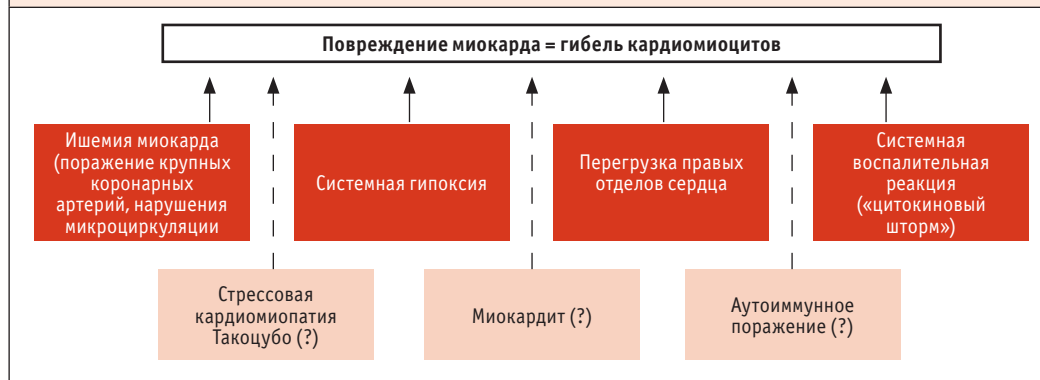 Повреждение миокарда = гибель кардиомиоцитов
Ишемия миокарда
(поражение крупных
коронарных
артерий, нарушения
микроциркуляции
Системная гипоксия
Перегрузка правых
отделов сердца
Системная
воспалительная
реакция
(«цитокиновый
шторм»)
Стрессовая
кардиомиопатия
Такоцубо (?)
Миокардит (?)
Аутоиммунное
поражение (?)